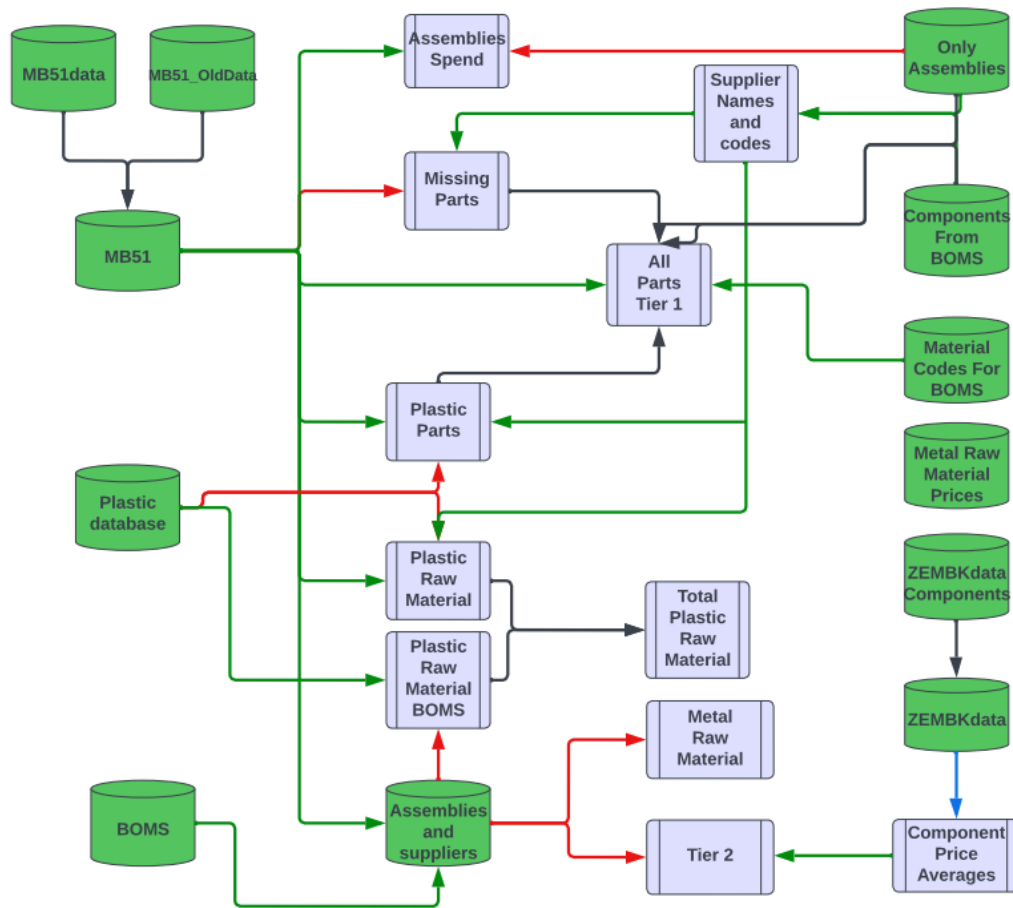 MB51data
MB51_OldData
Assemblies
Spend
Only
Assemblies
Supplier
Names
and
codes
Missing
Parts
MB51
Components
From
BOMS
All
Parts
Tier 1
Material
Codes For
BOMS
Plastic
Parts
Metal Raw
Material
Prices
Plastic
database
Plastic
Raw
Material
ZEMBKdata
Components
Total
Plastic
Raw
Material
Plastic
Raw
Material
BOMS
Metal
Raw
Material
ZEMBKdata
BOMS
Assemblies
and
suppliers
Tier 2
Component
Price
Averages